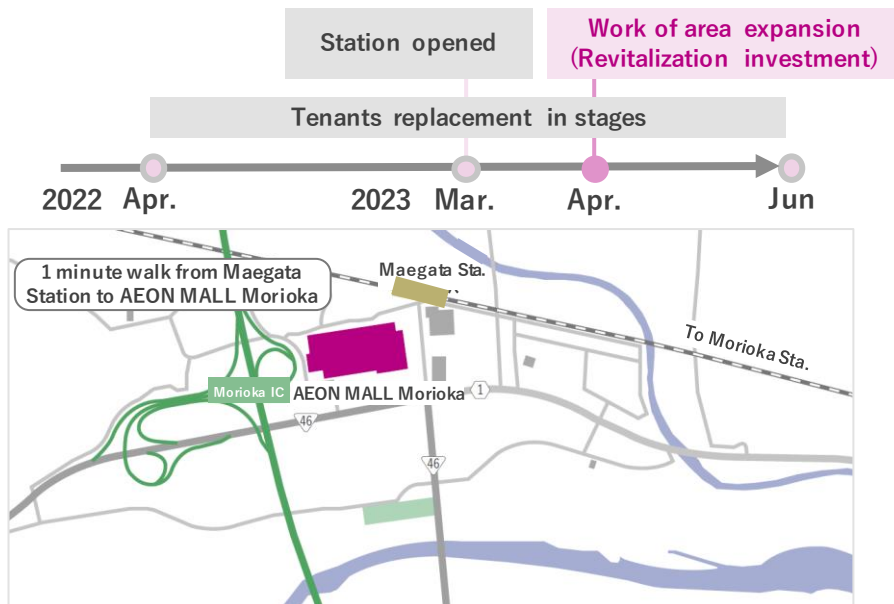 Station opened
Work of area expansion
(Revitalization investment)
Tenants replacement in stages
2022 Apr.
2023 Mar.
Apr.
Jun
1 minute walk from Maegata
Station to AEON MALL Morioka
Maegata Sta.
To Morioka Sta.
Morioka IC
AEON MALL Morioka
1
46
46